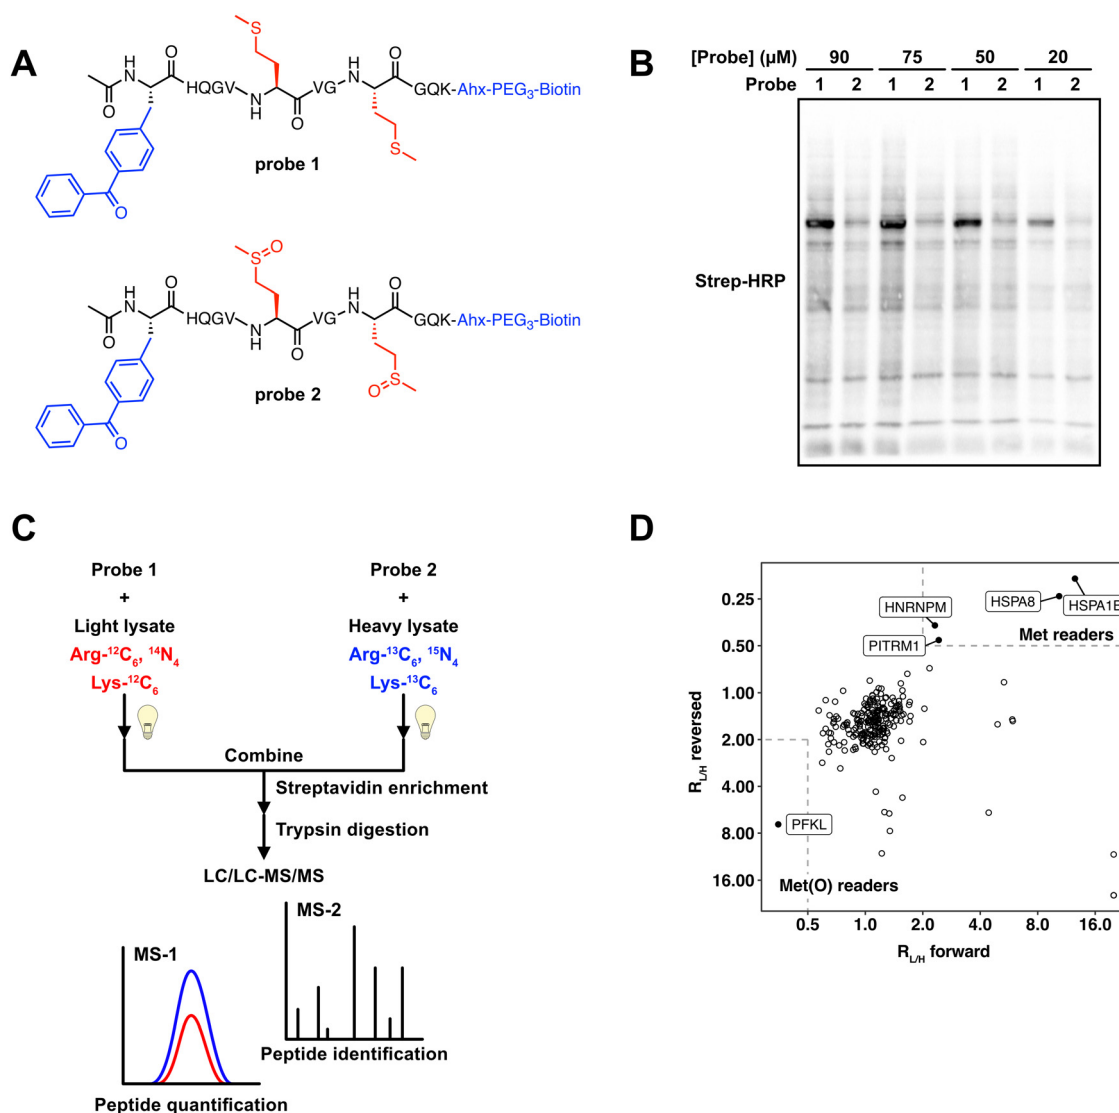 A
S
H
N
O
O
HQGV
N
H
O
VG
H
N
O
GQK-Ahx-PEG₃-Biotin
S
O
probe 1
S=O
H
N
O
O
HQGV
N
H
O
VG
H
N
O
GQK-Ahx-PEG₃-Biotin
O=S
O
probe 2
B
[Probe] (µM) 90 75 50 20
Probe 1 2 1 2 1 2 1 2
Strep-HRP
C
Probe 1 Probe 2
+ +
Light lysate Heavy lysate
Arg-¹²C₆, ¹⁴N₄ Arg-¹³C₆, ¹⁵N₄
Lys-¹²C₆ Lys-¹³C₆
Combine
Streptavidin enrichment
Trypsin digestion
LC/LC-MS/MS
MS-1
Peptide quantification
MS-2
Peptide identification
D
R_L/H reversed
0.25
0.50
1.00
2.00
4.00
8.00
16.00
HNRNPM
HSPA8
HSPA1B
PITRM1
Met readers
PFKL
Met(O) readers
0.5 1.0 2.0 4.0 8.0 16.0
R_L/H forward